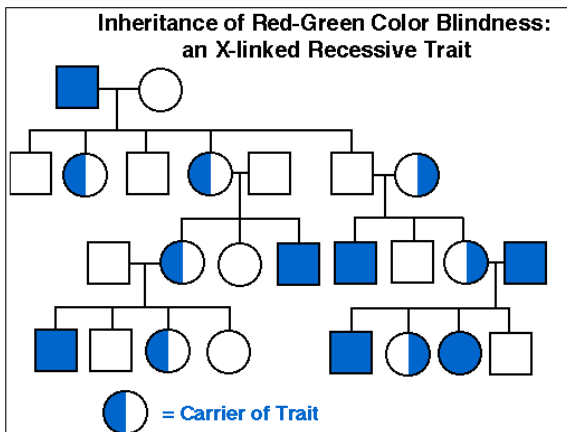 Inheritance of Red-Green Color Blindness:
an X-linked Recessive Trait
= Carrier of Trait